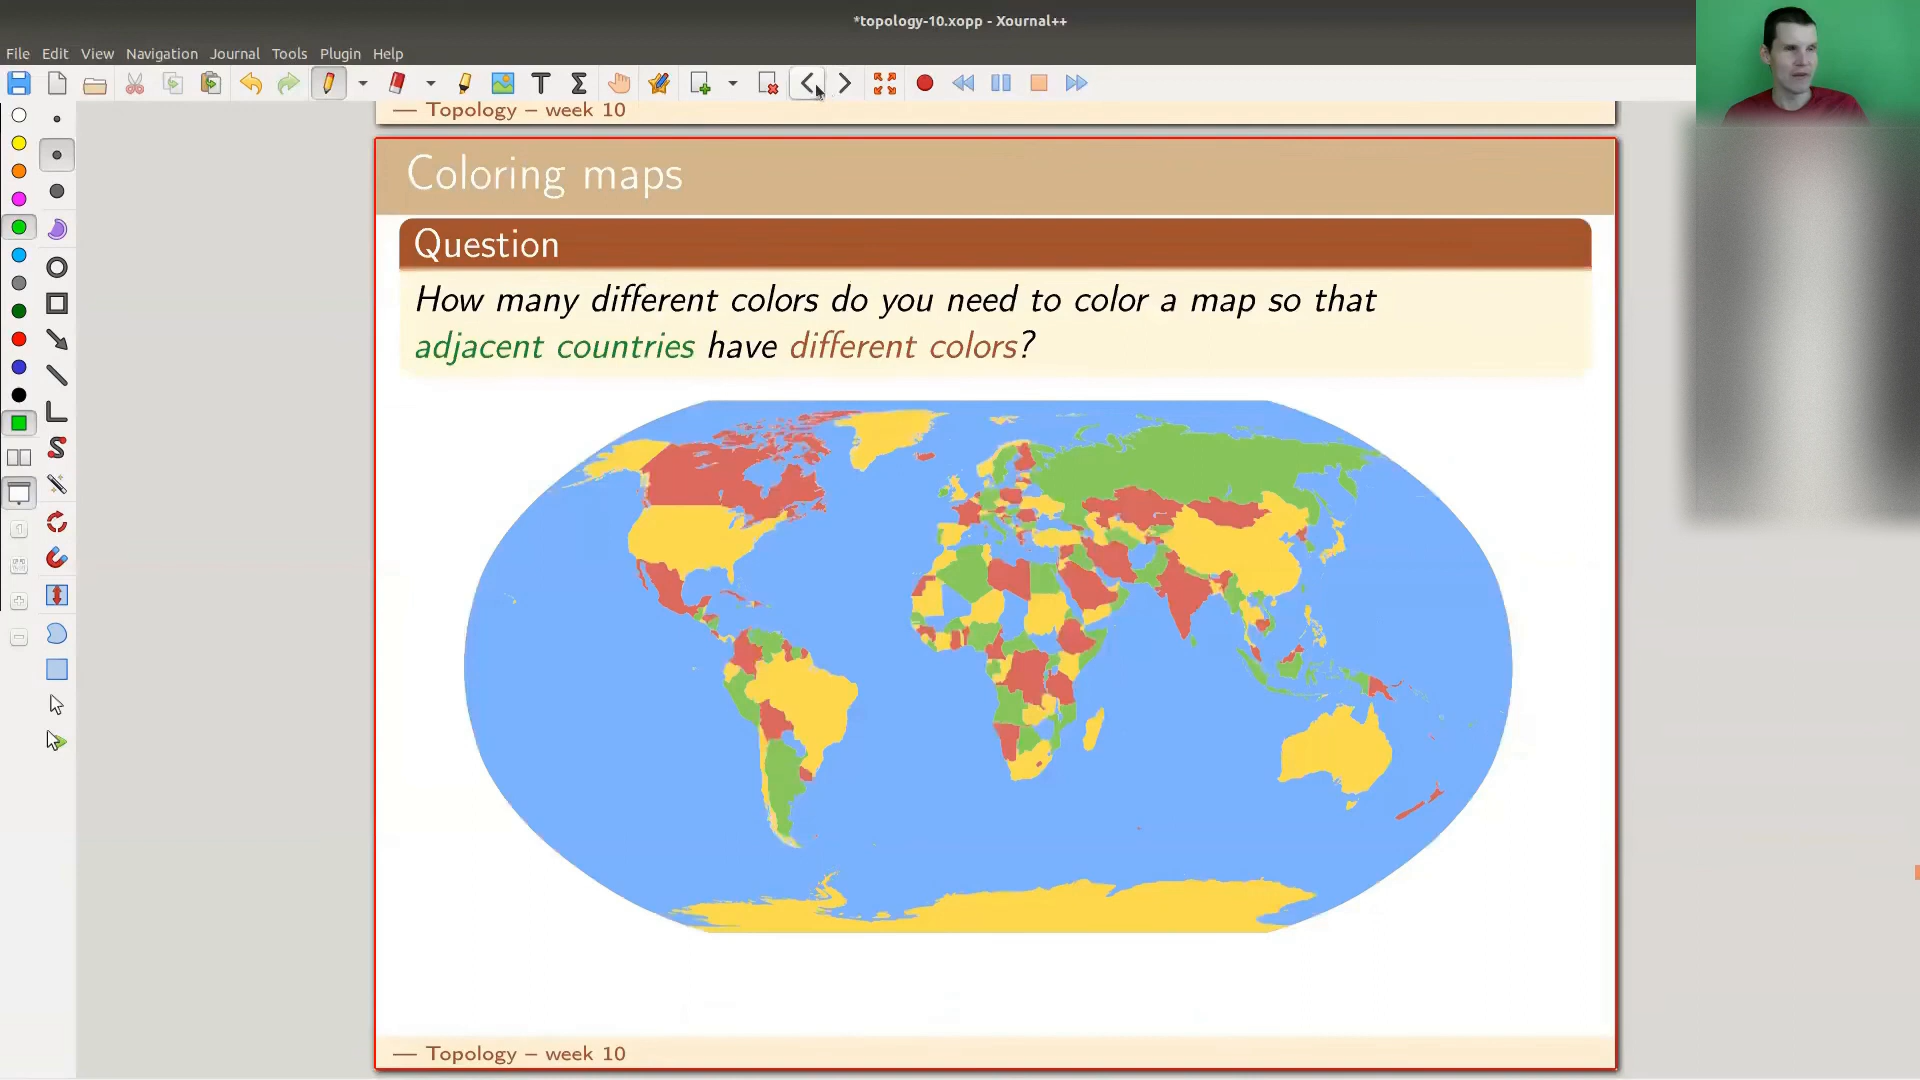 *topology-10.xopp - Xournal++
File Edit View Navigation Journal Tools Plugin Help
— Topology – week 10
Coloring maps
Question
How many different colors do you need to color a map so that
adjacent countries have different colors?
— Topology – week 10